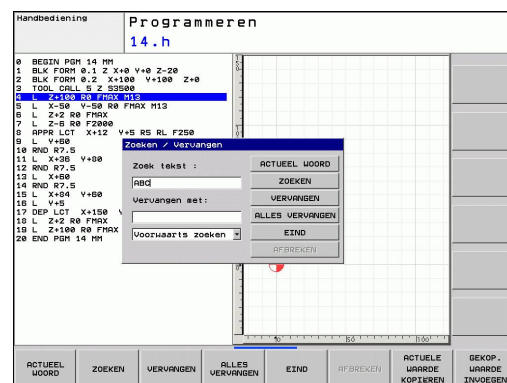 Handbediening
Programmeren
14.h
0 BEGIN PGM 14 MM
1 BLK FORM 0.1 Z X+0 Y+0 Z-20
2 BLK FORM 0.2 X+100 Y+100 Z+0
3 TOOL CALL 5 Z S3500
4 L Z+100 R0 FMAX M13
5 L X-50 Y-50 R0 FMAX M13
6 L Z+2 R0 FMAX
7 L Z-6 R0 F2000
8 APPR LCT X+12 Y+5 R5 RL F250
9 L Y+60
10 RND R7.5
11 L X+36 Y+80
12 RND R7.5
13 L X+60
14 RND R7.5
15 L X+84 Y+60
16 L Y+5
17 DEP LCT X+150
18 L Z+2 R0 FMAX
19 L Z+100 R0 FMAX
20 END PGM 14 MM
Zoeken / Vervangen
Zoek tekst :
ABC
Vervangen met:
Voorwaarts zoeken
ACTUEEL WOORD
ZOEKEN
VERVANGEN
ALLES VERVANGEN
EIND
AFBREKEN
50
100
ACTUEEL
WOORD
ZOEKEN
VERVANGEN
ALLES
VERVANGEN
EIND
AFBREKEN
ACTUELE
WAARDE
KOPIËREN
GEKOP.
WAARDE
INVOEGEN